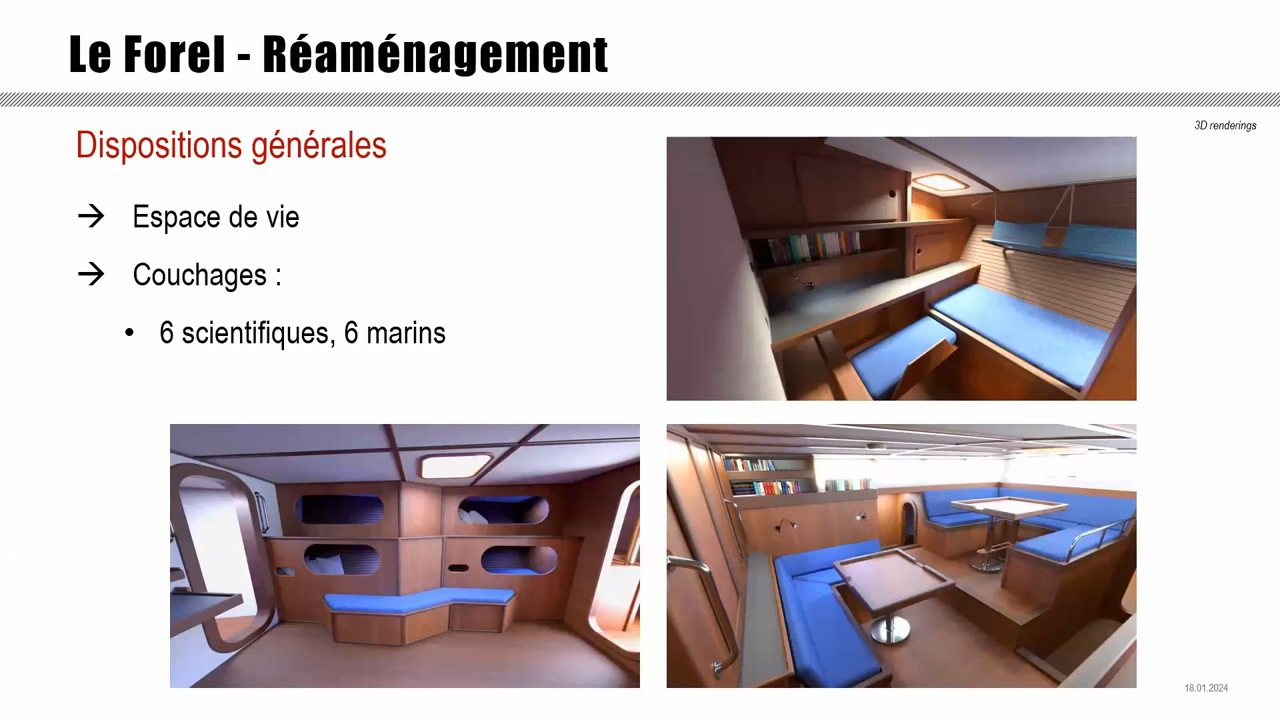 Le Forel - Réaménagement
3D renderings
Dispositions générales
→ Espace de vie
→ Couchages :
• 6 scientifiques, 6 marins
18.01.2024